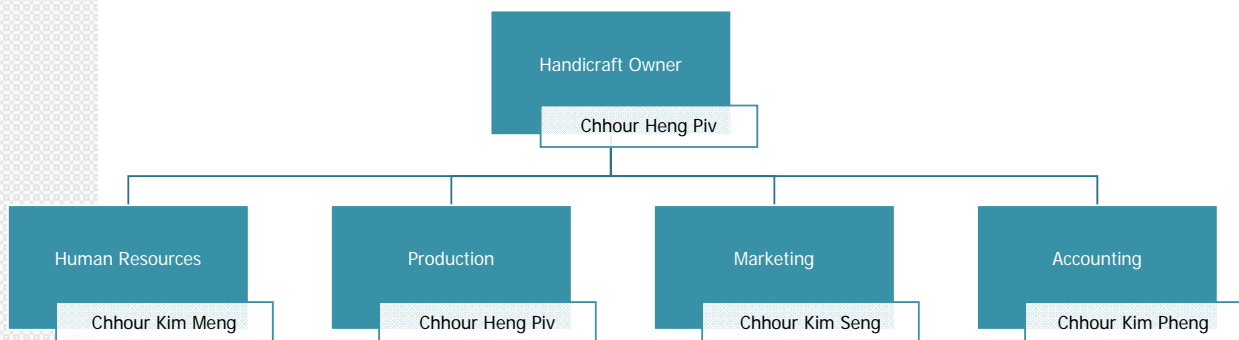 Handicraft Owner
Chhour Heng Piv
Human Resources
Chhour Kim Meng
Production
Chhour Heng Piv
Marketing
Chhour Kim Seng
Accounting
Chhour Kim Pheng